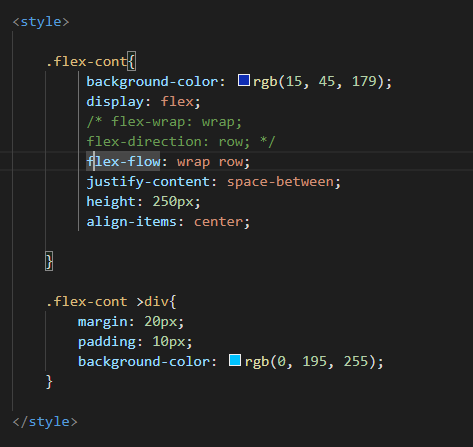 <style>
.flex-cont{
background-color: rgb(15, 45, 179);
display: flex;
/* flex-wrap: wrap;
flex-direction: row; */
flex-flow: wrap row;
justify-content: space-between;
height: 250px;
align-items: center;
}
.flex-cont >div{
margin: 20px;
padding: 10px;
background-color: rgb(0, 195, 255);
}
</style>